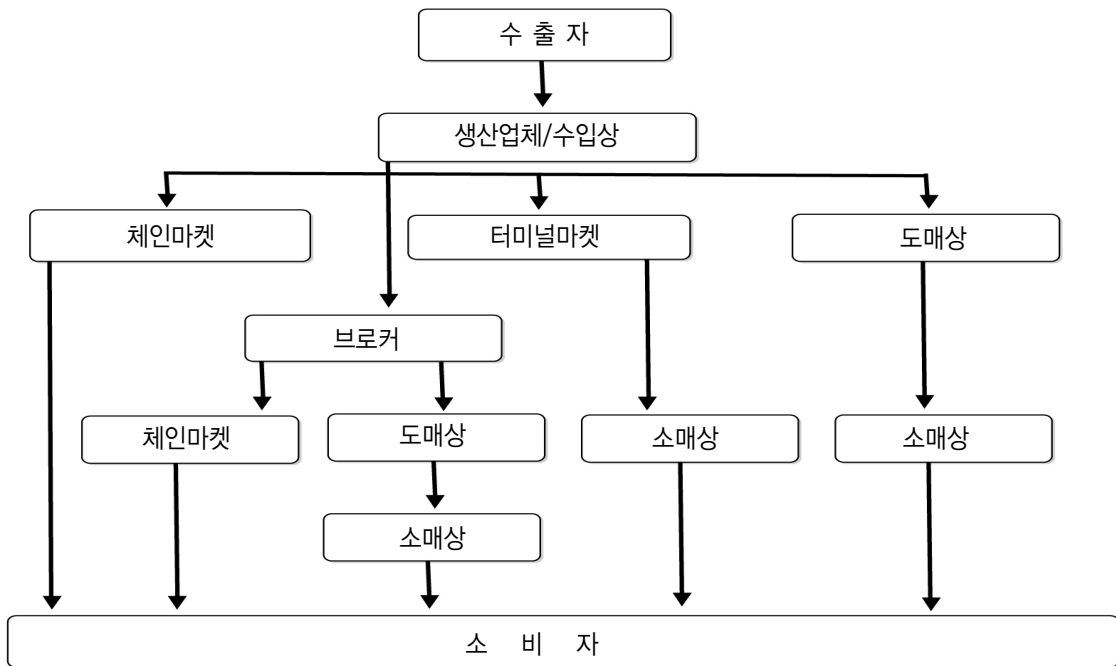 수 출 자
생산업체/수입상
체인마켓
터미널마켓
도매상
브로커
체인마켓
도매상
소매상
소매상
소매상
소 비 자